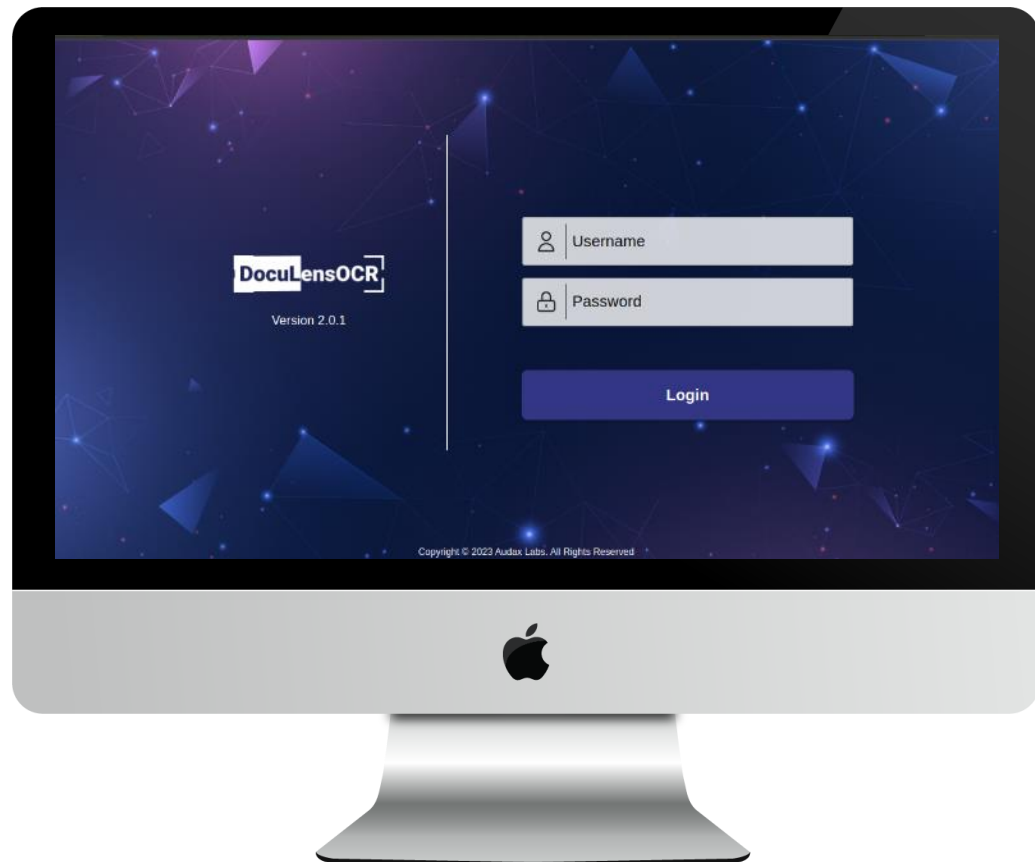 DocuLensOCR
Version 2.0.1
Username
Password
Login
Copyright © 2023 Audax Labs. All Rights Reserved